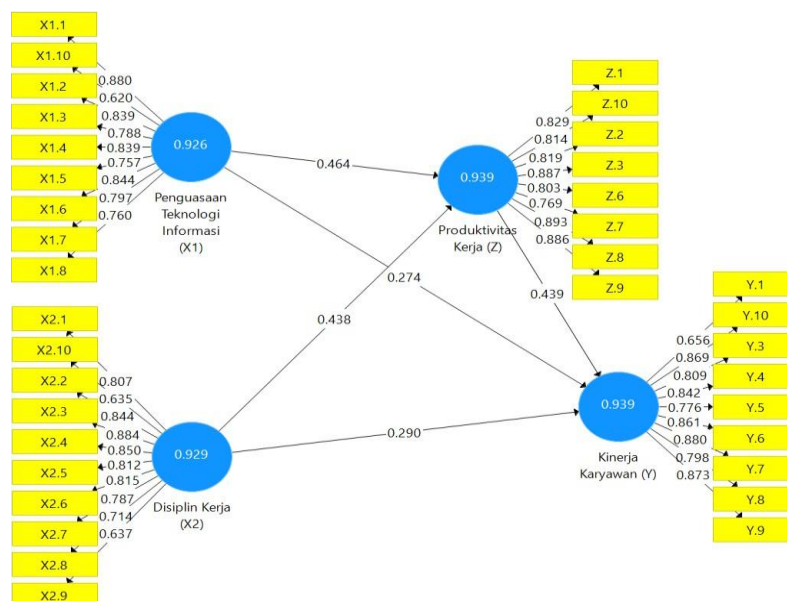 X1.1
X1.10
X1.2
X1.3
X1.4
X1.5
X1.6
X1.7
X1.8
0.880
0.620
0.839
0.788
0.839
0.757
0.844
0.797
0.760
0.926
Penguasaan
Teknologi
Informasi
(X1)
0.464
0.274
0.438
0.290
0.439
Z.1
Z.10
Z.2
Z.3
Z.6
Z.7
Z.8
Z.9
0.829
0.814
0.819
0.887
0.803
0.769
0.893
0.886
0.939
Produktivitas
Kerja (Z)
X2.1
X2.10
X2.2
X2.3
X2.4
X2.5
X2.6
X2.7
X2.8
X2.9
0.807
0.635
0.844
0.884
0.850
0.812
0.815
0.787
0.714
0.637
0.929
Disiplin Kerja
(X2)
Y.1
Y.10
Y.3
Y.4
Y.5
Y.6
Y.7
Y.8
Y.9
0.656
0.869
0.809
0.842
0.776
0.861
0.880
0.798
0.873
0.939
Kinerja
Karyawan (Y)